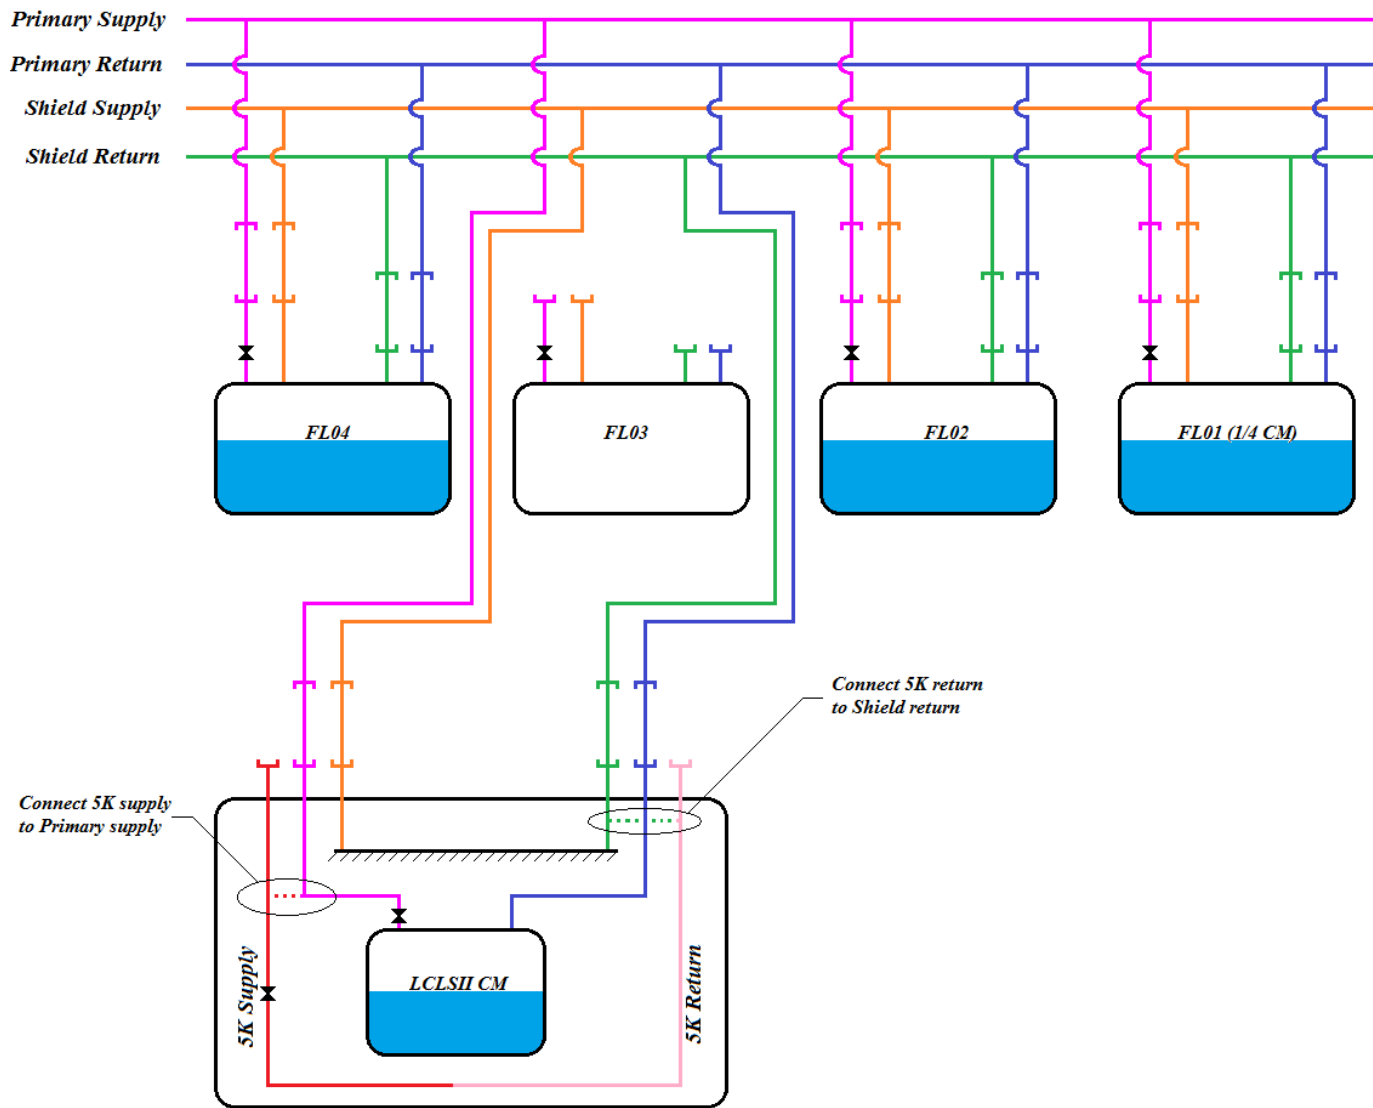 Primary Supply
Primary Return
Shield Supply
Shield Return
FL04
FL03
FL02
FL01 (1/4 CM)
Connect 5K return
to Shield return
Connect 5K supply
to Primary supply
5K Supply
LCLSII CM
5K Return